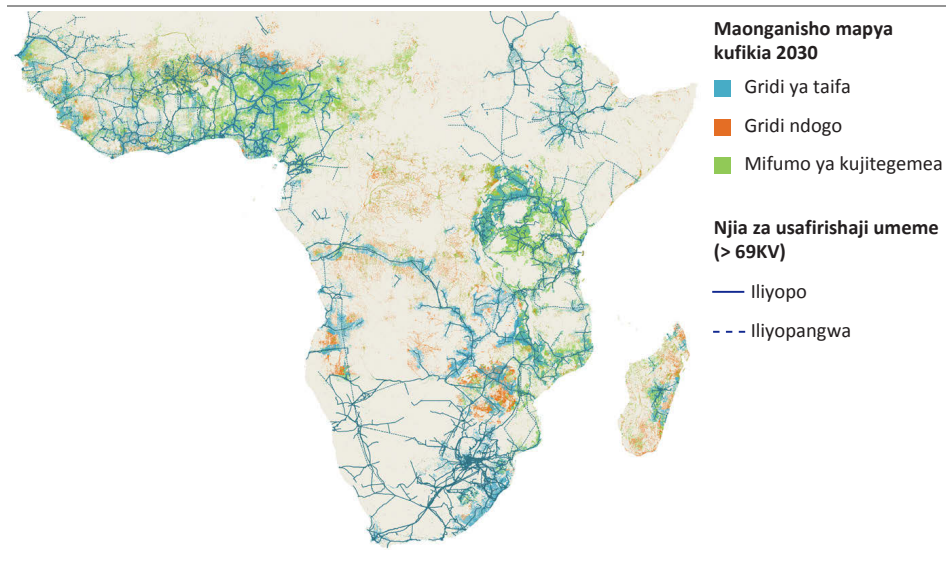 Maonganisho mapya
kufikia 2030
Gridi ya taifa
Gridi ndogo
Mifumo ya kujitegemea
Njia za usafirishaji umeme
(> 69KV)
Iliyopo
Iliyopangwa